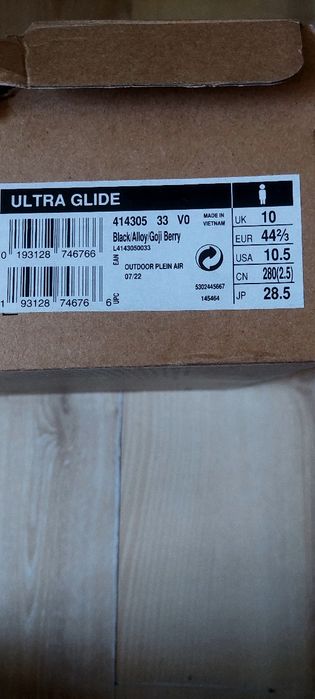 ULTRA GLIDE
414305 33 V0
MADE IN
VIETNAM
Black/Alloy/Goji Berry
L4143050033
0 193128 746766
EAN
OUTDOOR PLEIN AIR
07/22
5302445667
145464
1 93128 74676 6
UPC
UK 10
EUR 44⅔
USA 10.5
CN 280(2.5)
JP 28.5